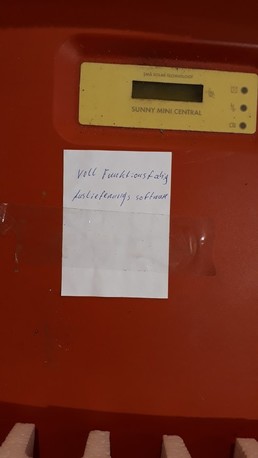 SUNNY MINI CENTRAL
Voll Funktionsfähig
Auslieferungs software